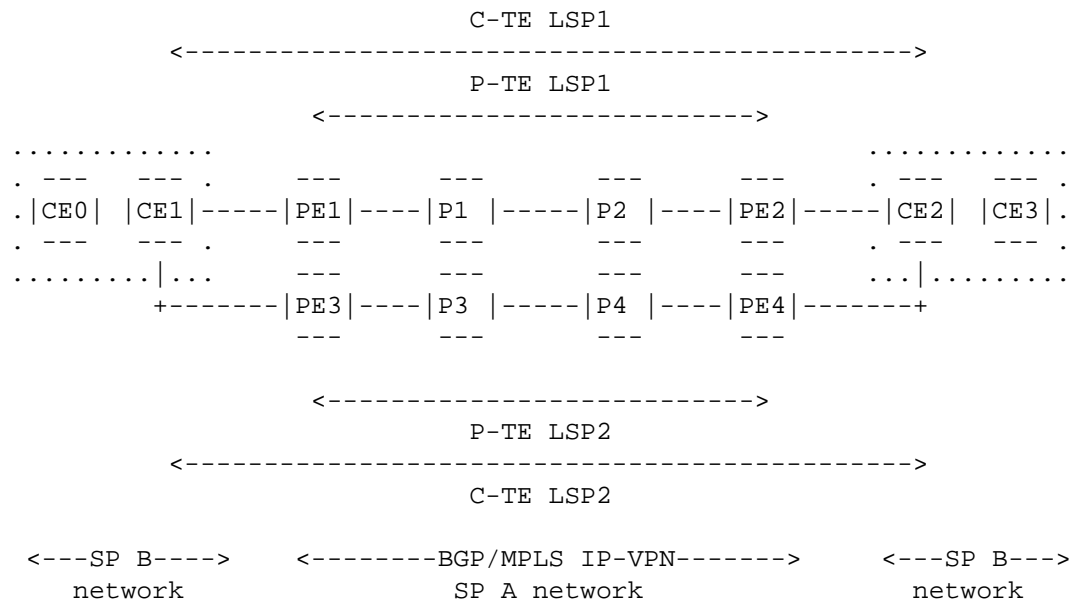 C-TE LSP1
<---------------------------------------------->
P-TE LSP1
<--------------------------->
.............                                          .............
. ---   --- .     ---      ---       ---      ---    . ---   --- .
.|CE0| |CE1|-----|PE1|----|P1 |-----|P2 |----|PE2|-----|CE2| |CE3|.
. ---   --- .     ---      ---       ---      ---    . ---   --- .
.........|...     ---      ---       ---      ---    ...|.........
+-------|PE3|----|P3 |-----|P4 |----|PE4|-------+
---      ---       ---      ---
<--------------------------->
P-TE LSP2
<---------------------------------------------->
C-TE LSP2
<---SP B----> <--------BGP/MPLS IP-VPN-------> <---SP B--->
network SP A network network